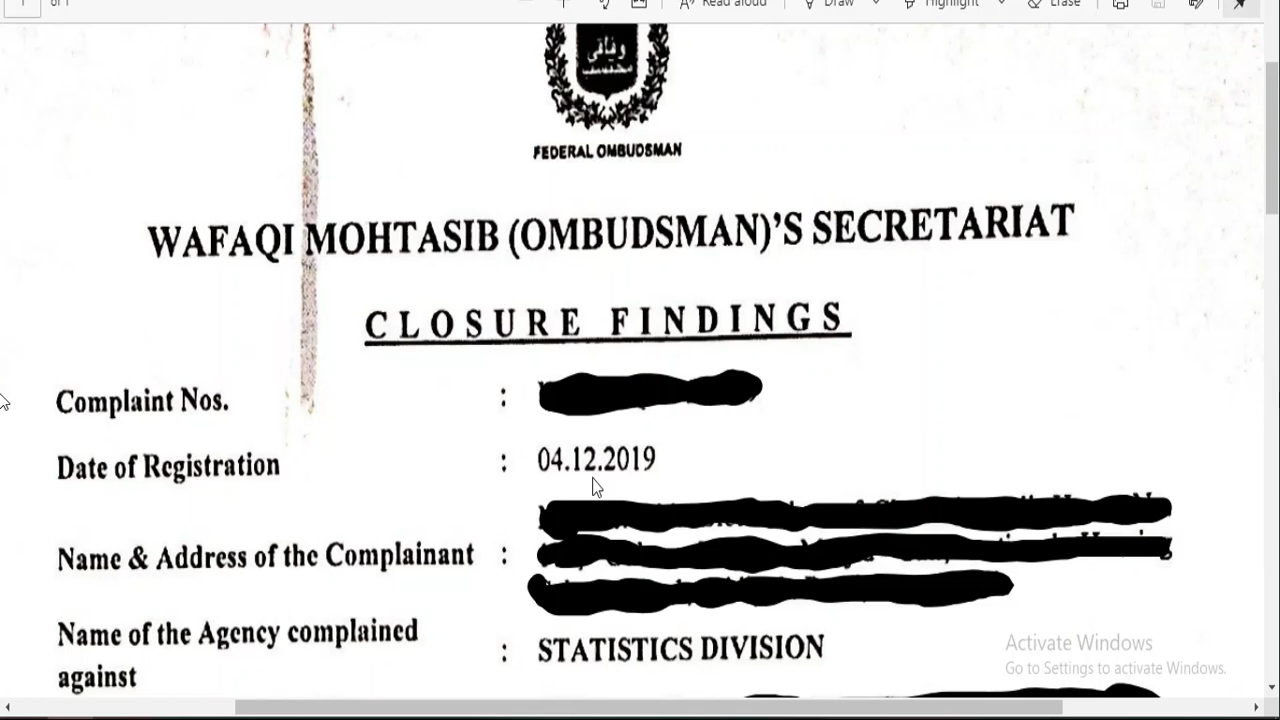 Read aloud
Draw
Highlight
Erase
وفاقی
محتسب
FEDERAL OMBUDSMAN
WAFAQI MOHTASIB (OMBUDSMAN)'S SECRETARIAT
CLOSURE FINDINGS
Complaint Nos. :
Date of Registration : 04.12.2019
Name & Address of the Complainant :
Name of the Agency complained
against : STATISTICS DIVISION
Activate Windows
Go to Settings to activate Windows.